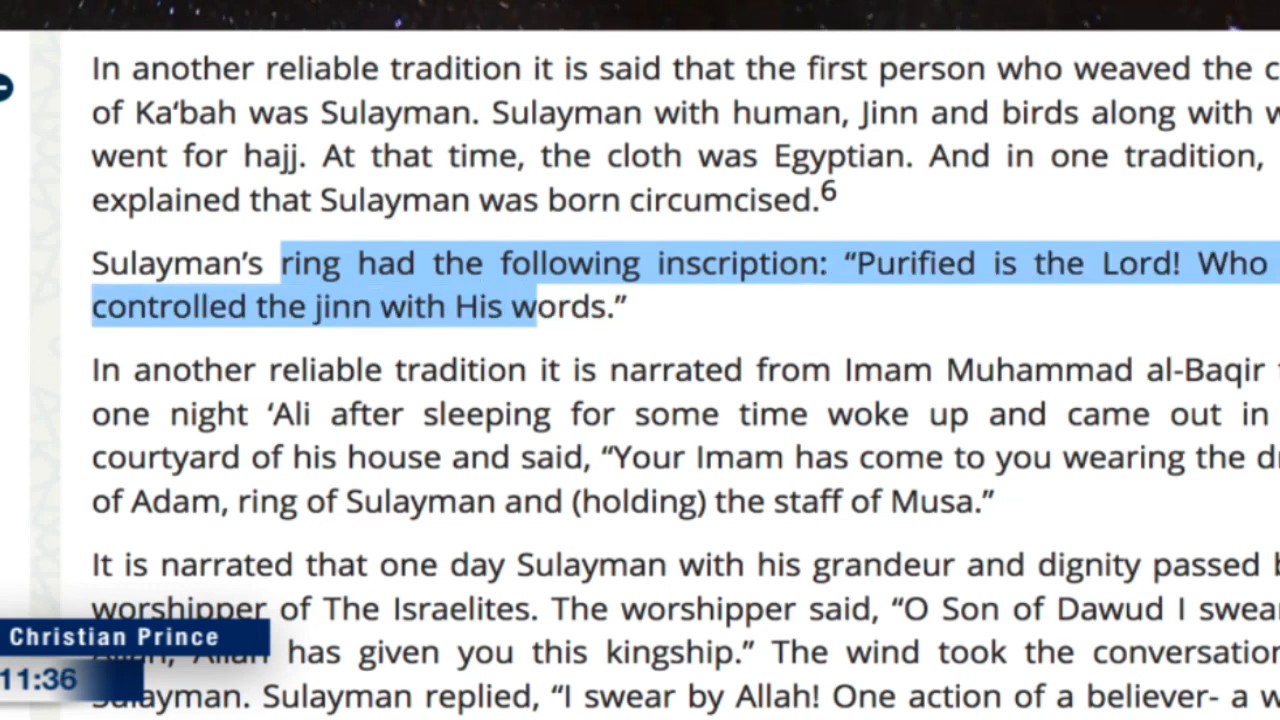 In another reliable tradition it is said that the first person who weaved the
of Ka‘bah was Sulayman. Sulayman with human, Jinn and birds along with
went for hajj. At that time, the cloth was Egyptian. And in one tradition,
explained that Sulayman was born circumcised.6
Sulayman’s ring had the following inscription: “Purified is the Lord! Who
controlled the jinn with His words.”
In another reliable tradition it is narrated from Imam Muhammad al-Baqir
one night ‘Ali after sleeping for some time woke up and came out in
courtyard of his house and said, “Your Imam has come to you wearing the
of Adam, ring of Sulayman and (holding) the staff of Musa.”
It is narrated that one day Sulayman with his grandeur and dignity passed
worshipper of The Israelites. The worshipper said, “O Son of Dawud I swear
Christian Prince
Allah, Allah has given you this kingship.” The wind took the conversation
11:36
Sulayman. Sulayman replied, “I swear by Allah! One action of a believer- a